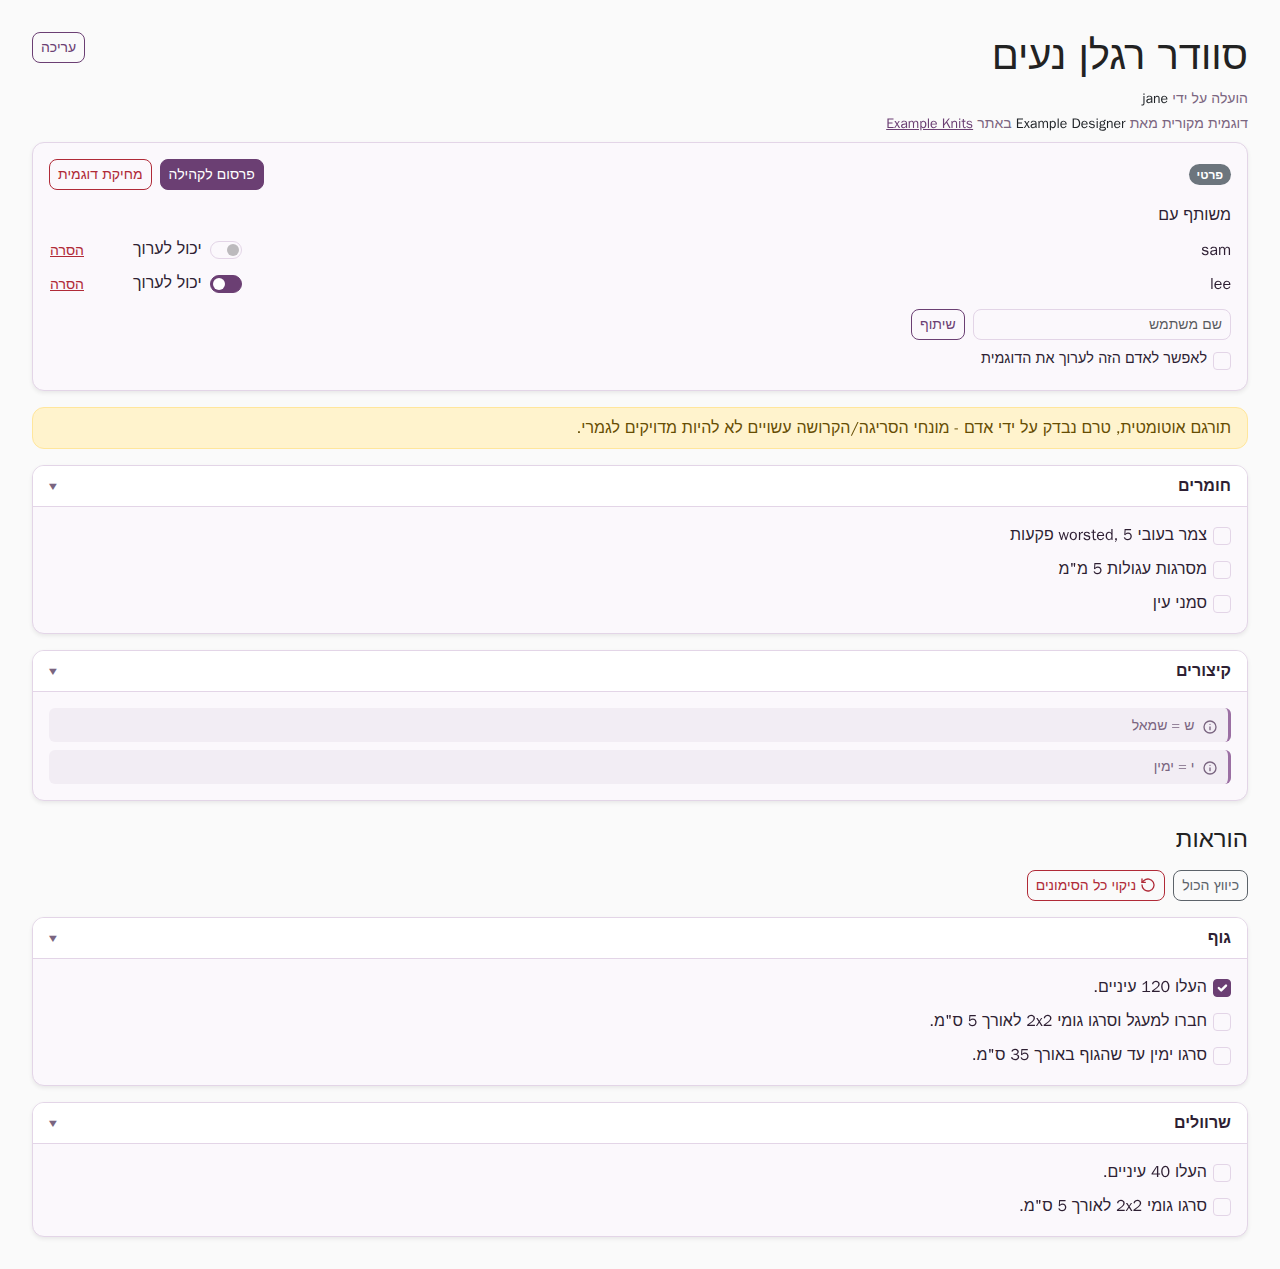 סוודר רגלן נעים
עריכה
הועלה על ידי jane
דוגמית מקורית מאת Example Designer באתר Example Knits
פרטי
פרסום לקהילה
מחיקת דוגמית
משותף עם
sam
יכול לערוך
הסרה
lee
יכול לערוך
הסרה
שם משתמש
שיתוף
לאפשר לאדם הזה לערוך את הדוגמית
תורגם אוטומטית, טרם נבדק על ידי אדם - מונחי הסריגה/הקרושה עשויים לא להיות מדויקים לגמרי.
חומרים
צמר בעובי worsted, 5 פקעות
מסרגות עגולות 5 מ"מ
סמני עין
קיצורים
ש = שמאל
י = ימין
הוראות
כיווץ הכול
ניקוי כל הסימונים
גוף
העלו 120 עיניים.
חברו למעגל וסרגו גומי 2x2 לאורך 5 ס"מ.
סרגו ימין עד שהגוף באורך 35 ס"מ.
שרוולים
העלו 40 עיניים.
סרגו גומי 2x2 לאורך 5 ס"מ.